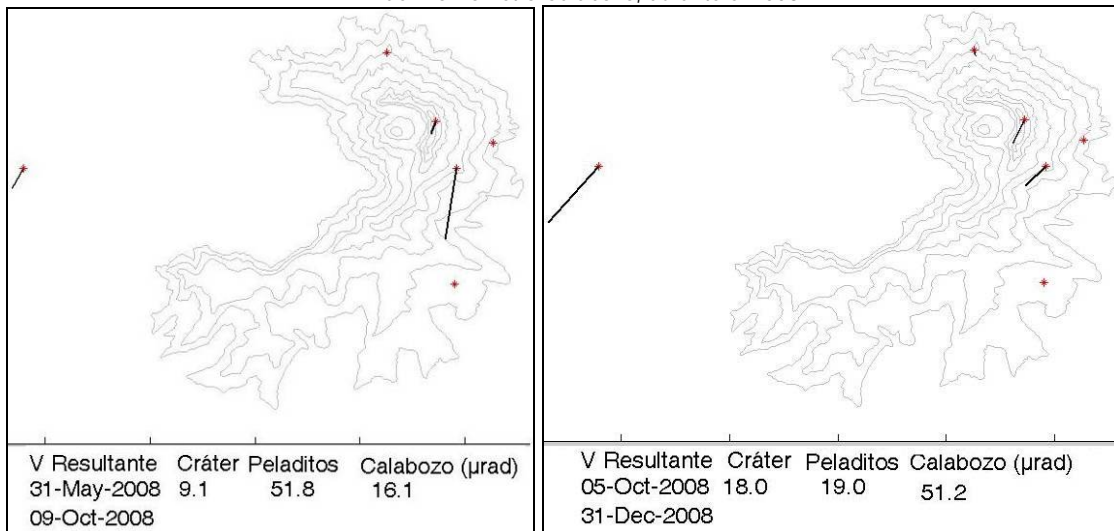 V Resultante Cráter Peladitos Calabozo (µrad)
31-May-2008 9.1 51.8 16.1
09-Oct-2008
V Resultante Cráter Peladitos Calabozo (µrad)
05-Oct-2008 18.0 19.0 51.2
31-Dec-2008